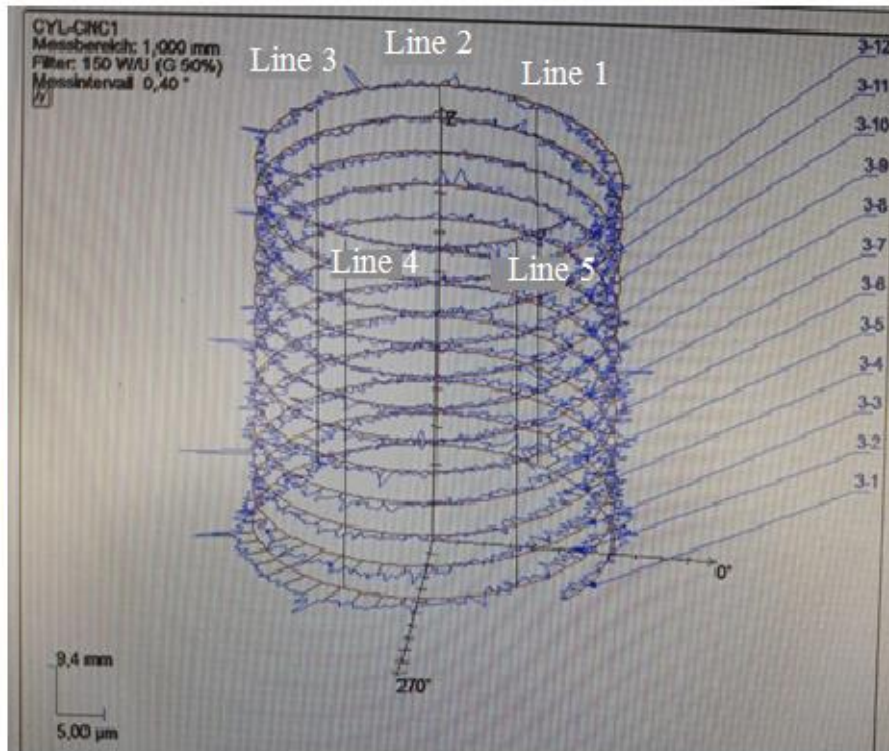 CYL-CNC1
Messbereich: 1,000 mm
Filter: 150 W/U (G 50%)
Messintervall 0,40 °
Line 3
Line 2
Line 1
Z
3-12
3-11
3-10
3-9
3-8
3-7
3-6
3-5
3-4
3-3
3-2
3-1
Line 4
Line 5
0°
270°
9,4 mm
5,00 µm